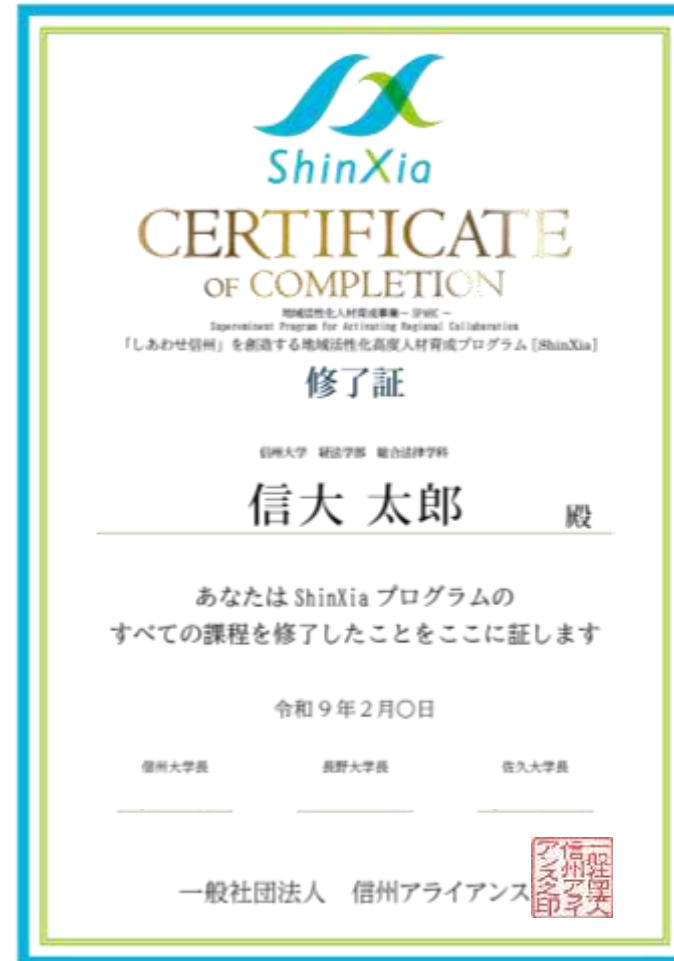 ShinXia
CERTIFICATE
OF COMPLETION
地域活性化人材育成事業～SPARC～
Supereminent Program for Activating Regional Collaboration
「しあわせ信州」を創造する地域活性化高度人材育成プログラム [ShinXia]
修了証
信州大学 経法学部 総合法律学科
信大 太郎 殿
あなたは ShinXia プログラムの
すべての課程を修了したことをここに証します
令和９年２月〇日
信州大学長 長野大学長 佐久大学長
一般社団法人 信州アライアンス
一般社団法人
信州アライ
アンス之印